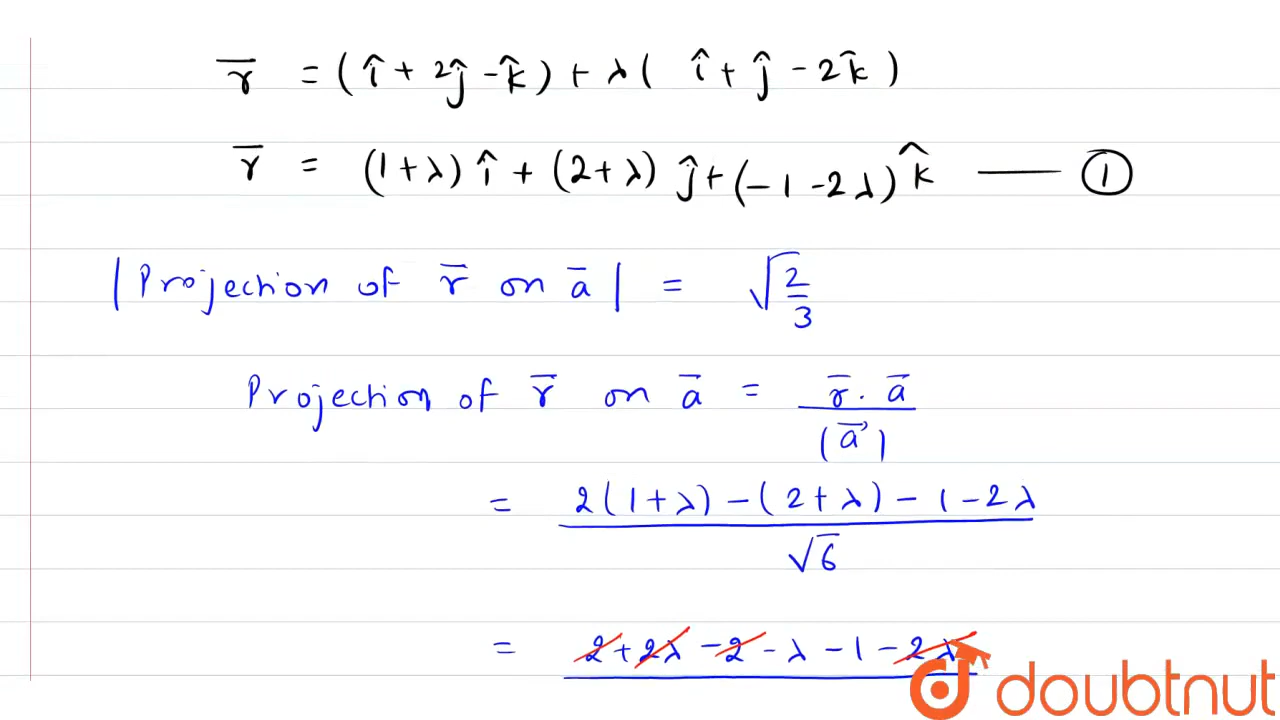 r̅ = (î + 2ĵ - k̂) + λ( î + ĵ - 2k̂)
r̅ = (1+λ) î + (2+λ) ĵ + (-1 -2λ) k̂ —— ①
|Projection of r̅ on a̅| = √(2/3)
Projection of r̅ on a̅ = r̅ . a̅ / |a⃗|
= 2(1+λ) - (2+λ) - 1 - 2λ / √6
= 2 + 2λ - 2 - λ - 1 - 2λ
doubtnut